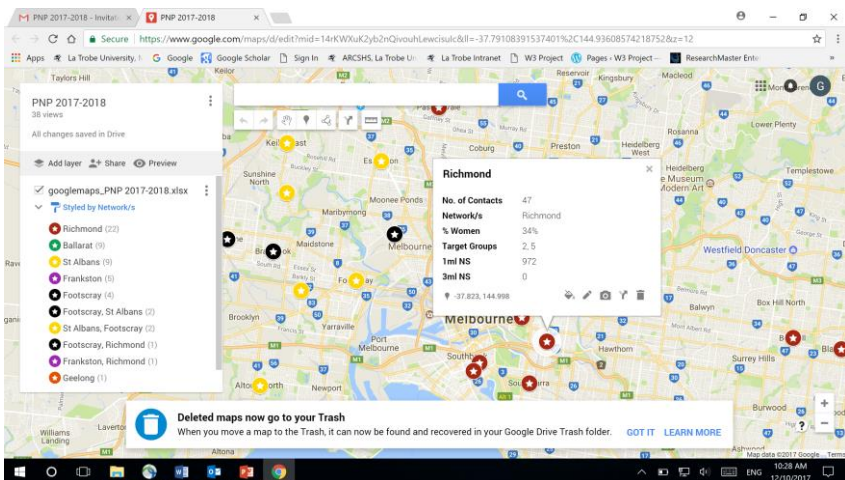 PNP 2017-2018 - Invitati
PNP 2017-2018
Secure https://www.google.com/maps/d/edit?mid=14rKWXuK2yb2nQivouhLewcisulc&ll=-37.79108391537401%2C144.93608574218752&z=12
Apps La Trobe University, Google Google Scholar Sign In ARCSHS, La Trobe Un La Trobe Intranet W3 Project Pages - W3 Project — ResearchMaster Ente
PNP 2017-2018
38 views
All changes saved in Drive
Add layer Share Preview
googlemaps_PNP 2017-2018.xlsx
Styled by Network/s
Richmond (22)
Ballarat (9)
St Albans (9)
Frankston (5)
Footscray (4)
Footscray, St Albans (2)
St Albans, Footscray (2)
Footscray, Richmond (1)
Frankston, Richmond (1)
Geelong (1)
Richmond
No. of Contacts 47
Network/s Richmond
% Women 34%
Target Groups 2, 5
1ml NS 972
3ml NS 0
-37.823, 144.998
Taylors Hill
Keilor
Reservoir
Kingsbury
Macleod
G
Lower Plenty
Coburg
Preston
Heidelberg West
Rosanna
Heidelberg
Templestowe
Sunshine North
Moonee Ponds
Maribyrnong
Maidstone
Melbourne
Westfield Doncaster
Brooklyn
Yarraville
Port Melbourne
Melbourne
Hawthorn
Balwyn
Box Hill North
Surrey Hills
Newport
Burwood
Altona
Williams Landing
Deleted maps now go to your Trash
When you move a map to the Trash, it can now be found and recovered in your Google Drive Trash folder. GOT IT LEARN MORE
Map data ©2017 Google Terms
ENG
10:28 AM
12/10/2017